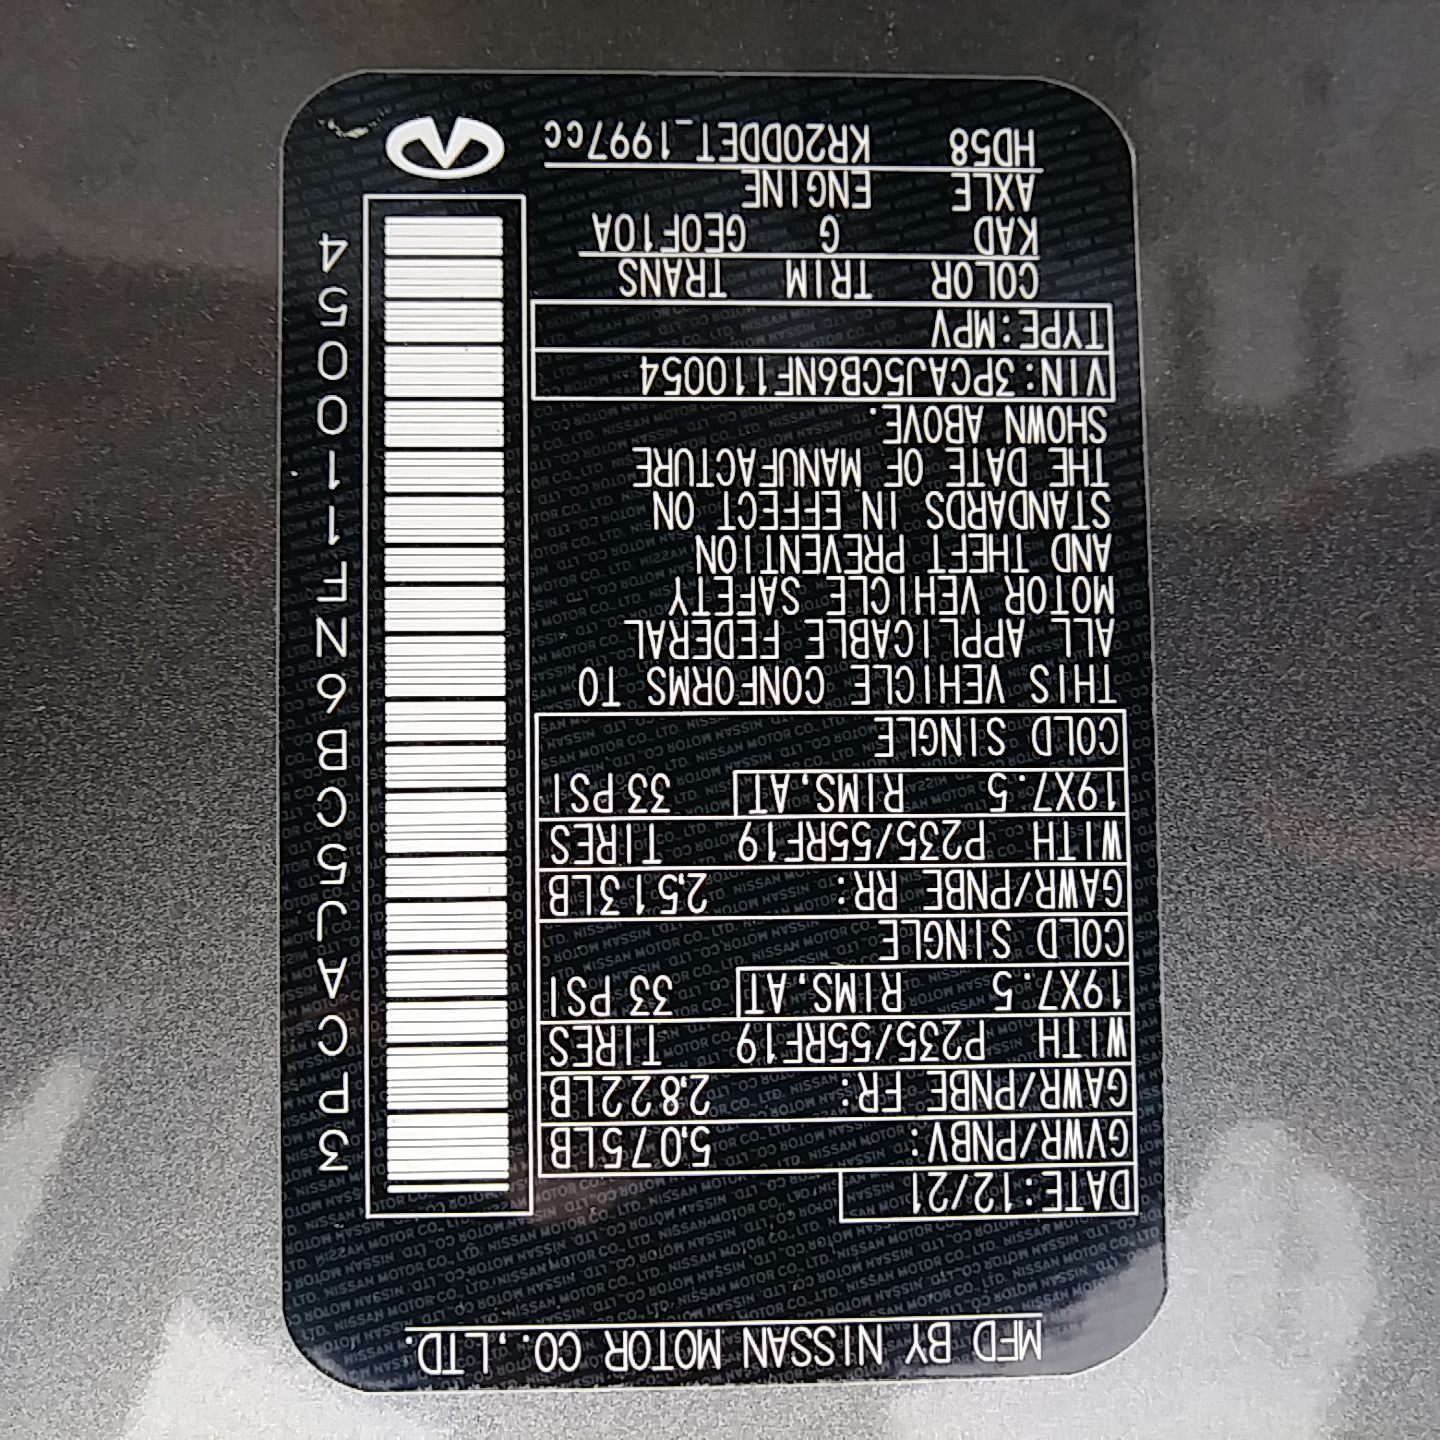 MFD BY NISSAN MOTOR CO.,LTD.
DATE:12/21
GVWR/PNBV: 5,075LB
GAWR/PNBE FR: 2,822LB
WITH P235/55RF19 TIRES
19X7.5 RIMS,AT 33 PSI
COLD SINGLE
GAWR/PNBE RR: 2,513LB
WITH P235/55RF19 TIRES
19X7.5 RIMS,AT 33 PSI
COLD SINGLE
THIS VEHICLE CONFORMS TO
ALL APPLICABLE FEDERAL
MOTOR VEHICLE SAFETY
AND THEFT PREVENTION
STANDARDS IN EFFECT ON
THE DATE OF MANUFACTURE
SHOWN ABOVE.
VIN:3PCAJ5CB6NF110054
TYPE:MPV
COLOR TRIM TRANS
KAD G GEOF10A
AXLE ENGINE
HD58 KR20DDET_1997cc
3PCAJ5CB6NF110054